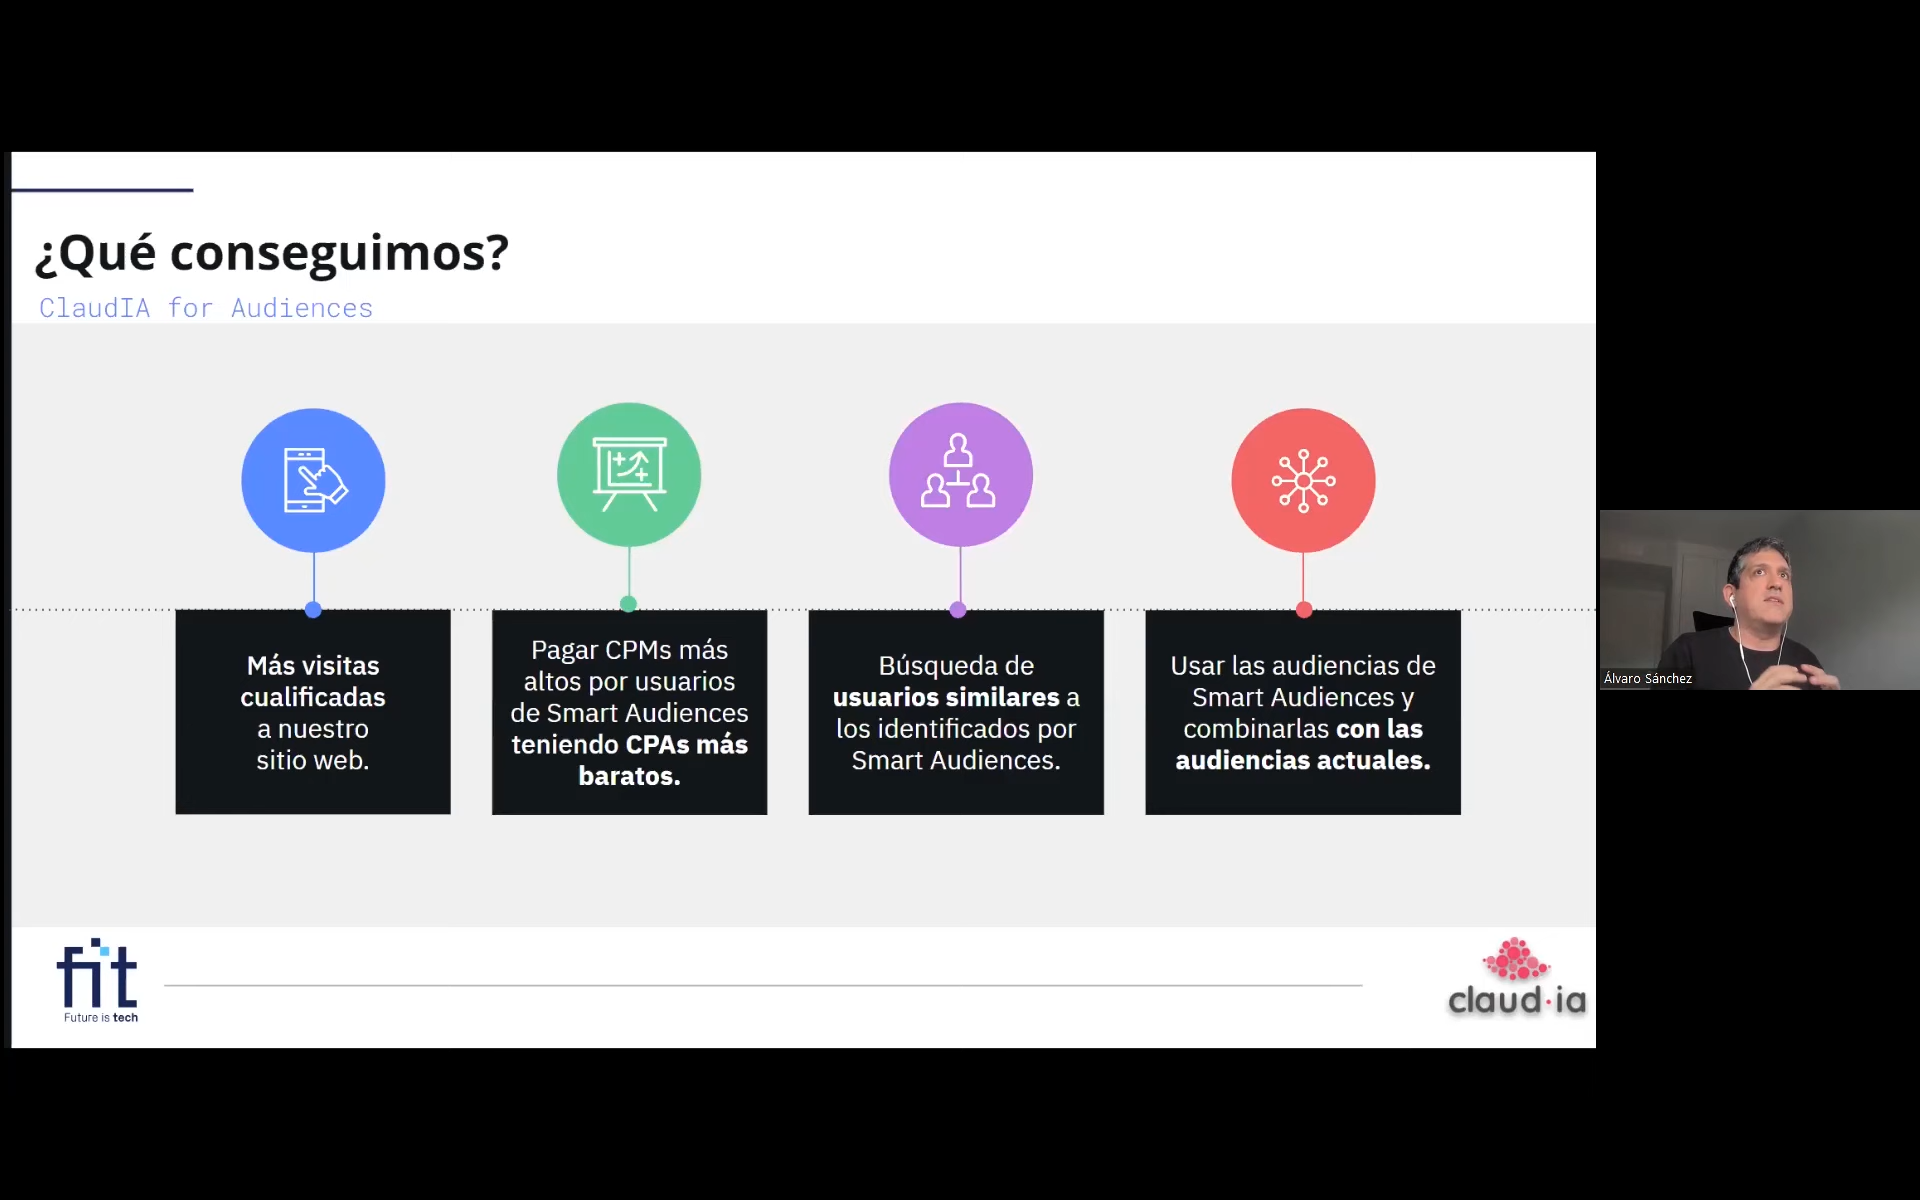 ¿Qué conseguimos?
ClaudIA for Audiences
Más visitas
cualificadas
a nuestro
sitio web.
Pagar CPMs más
altos por usuarios
de Smart Audiences
teniendo CPAs más
baratos.
Búsqueda de
usuarios similares a
los identificados por
Smart Audiences.
Usar las audiencias de
Smart Audiences y
combinarlas con las
audiencias actuales.
Álvaro Sánchez
fit
Future is tech
claud·ia